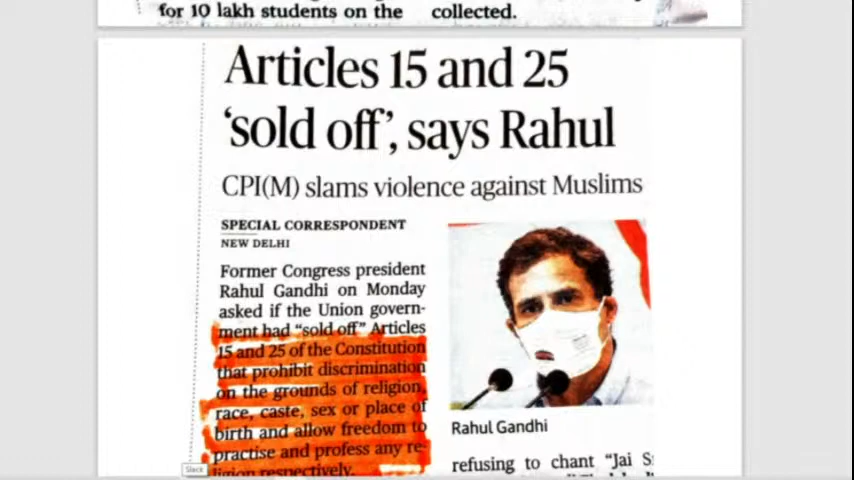 for 10 lakh students on the
collected.
Articles 15 and 25
‘sold off’, says Rahul
CPI(M) slams violence against Muslims
SPECIAL CORRESPONDENT
NEW DELHI
Former Congress president
Rahul Gandhi on Monday
asked if the Union govern-
ment had “sold off” Articles
15 and 25 of the Constitution
that prohibit discrimination
on the grounds of religion,
race, caste, sex or place of
birth and allow freedom to
practise and profess any re-
ligion respectively.
Rahul Gandhi
refusing to chant “Jai S
Slack